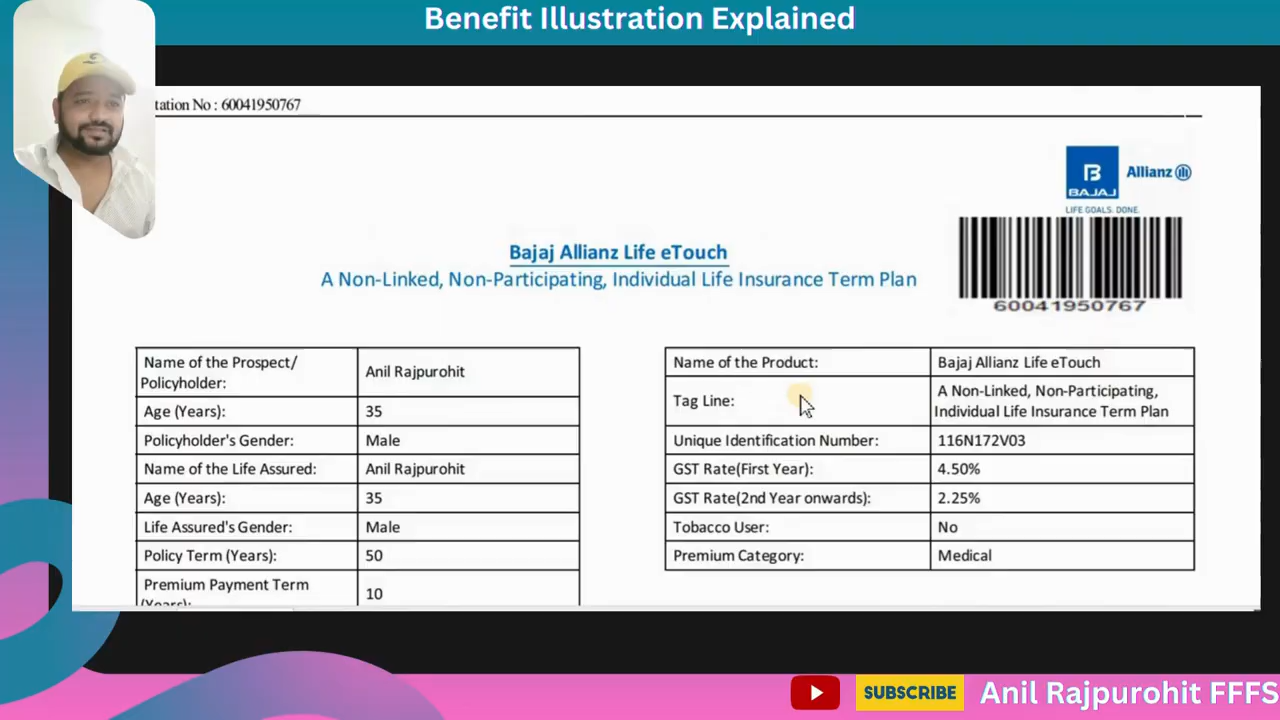 Benefit Illustration Explained
tation No : 60041950767
B
BAJAJ
Allianz
LIFE GOALS. DONE.
60041950767
Bajaj Allianz Life eTouch
A Non-Linked, Non-Participating, Individual Life Insurance Term Plan
Name of the Prospect/
Policyholder:
Anil Rajpurohit
Age (Years):
35
Policyholder's Gender:
Male
Name of the Life Assured:
Anil Rajpurohit
Age (Years):
35
Life Assured's Gender:
Male
Policy Term (Years):
50
Premium Payment Term
(Years):
10
Name of the Product:
Bajaj Allianz Life eTouch
Tag Line:
A Non-Linked, Non-Participating,
Individual Life Insurance Term Plan
Unique Identification Number:
116N172V03
GST Rate(First Year):
4.50%
GST Rate(2nd Year onwards):
2.25%
Tobacco User:
No
Premium Category:
Medical
SUBSCRIBE
Anil Rajpurohit FFFS